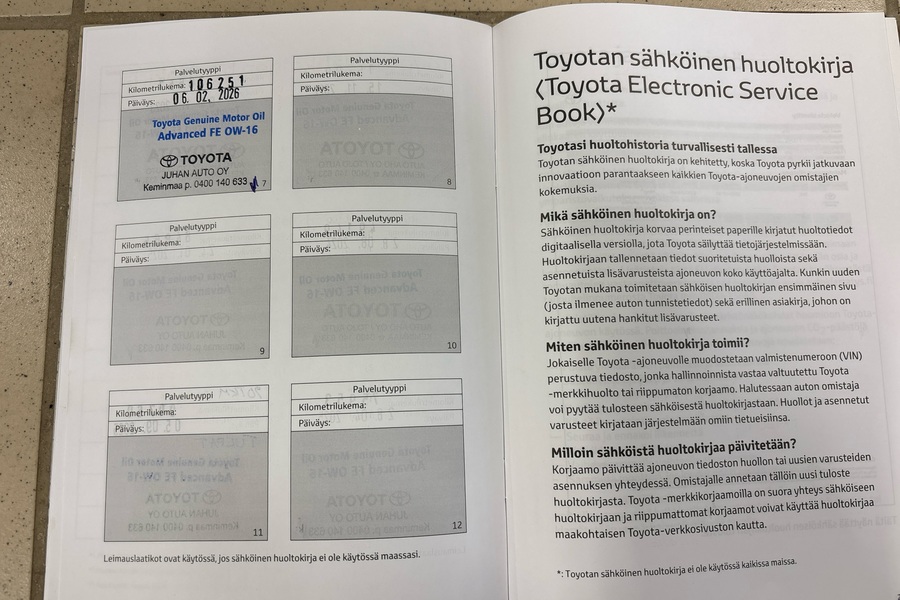 Palvelutyyppi
Kilometrilukema: 106251
Päiväys: 06. 02. 2026
Toyota Genuine Motor Oil
Advanced FE OW-16
TOYOTA
JUHAN AUTO OY
Keminmaa p. 0400 140 633
7
Palvelutyyppi
Kilometrilukema:
Päiväys:
8
Palvelutyyppi
Kilometrilukema:
Päiväys:
9
Palvelutyyppi
Kilometrilukema:
Päiväys:
10
Palvelutyyppi
Kilometrilukema:
Päiväys:
11
Palvelutyyppi
Kilometrilukema:
Päiväys:
12
Leimauslaatikot ovat käytössä, jos sähköinen huoltokirja ei ole käytössä maassasi.
Toyotan sähköinen huoltokirja
(Toyota Electronic Service
Book)*
Toyotasi huoltohistoria turvallisesti tallessa
Toyotan sähköinen huoltokirja on kehitetty, koska Toyota pyrkii jatkuvaan
innovaatioon parantaakseen kaikkien Toyota-ajoneuvojen omistajien
kokemuksia.
Mikä sähköinen huoltokirja on?
Sähköinen huoltokirja korvaa perinteiset paperille kirjatut huoltotiedot
digitaalisella versiolla, jota Toyota säilyttää tietojärjestelmissään.
Huoltokirjaan tallennetaan tiedot suoritetuista huolloista sekä
asennetuista lisävarusteista ajoneuvon koko käyttöajalta. Kunkin uuden
Toyotan mukana toimitetaan sähköisen huoltokirjan ensimmäinen sivu
(josta ilmenee auton tunnistetiedot) sekä erillinen asiakirja, johon on
kirjattu uutena hankitut lisävarusteet.
Miten sähköinen huoltokirja toimii?
Jokaiselle Toyota -ajoneuvolle muodostetaan valmistenumeroon (VIN)
perustuva tiedosto, jonka hallinnoinnista vastaa valtuutettu Toyota
-merkkihuolto tai riippumaton korjaamo. Halutessaan auton omistaja
voi pyytää tulosteen sähköisestä huoltokirjastaan. Huollot ja asennetut
varusteet kirjataan järjestelmään omiin tietueisiinsa.
Milloin sähköistä huoltokirjaa päivitetään?
Korjaamo päivittää ajoneuvon tiedoston huollon tai uusien varusteiden
asennuksen yhteydessä. Omistajalle annetaan tällöin uusi tuloste
huoltokirjasta. Toyota -merkkikorjaamoilla on suora yhteys sähköiseen
huoltokirjaan ja riippumattomat korjaamot voivat käyttää huoltokirjaa
maakohtaisen Toyota-verkkosivuston kautta.
*: Toyotan sähköinen huoltokirja ei ole käytössä kaikissa maissa.